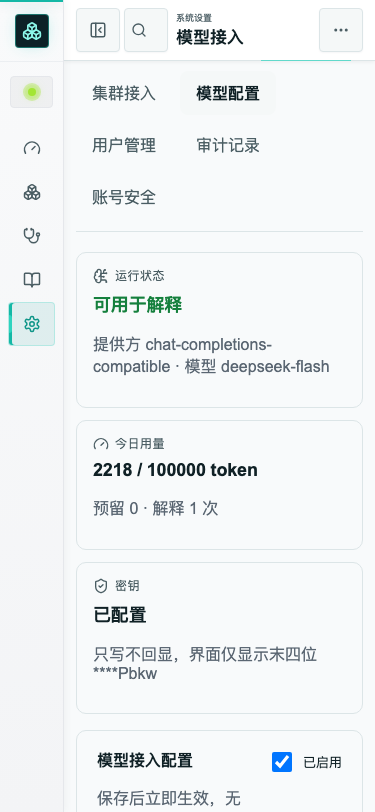 系统设置
模型接入
集群接入
模型配置
用户管理
审计记录
账号安全
运行状态
可用于解释
提供方 chat-completions-
compatible · 模型 deepseek-flash
今日用量
2218 / 100000 token
预留 0 · 解释 1 次
密钥
已配置
只写不回显，界面仅显示末四位
****Pbkw
模型接入配置
已启用
保存后立即生效，无